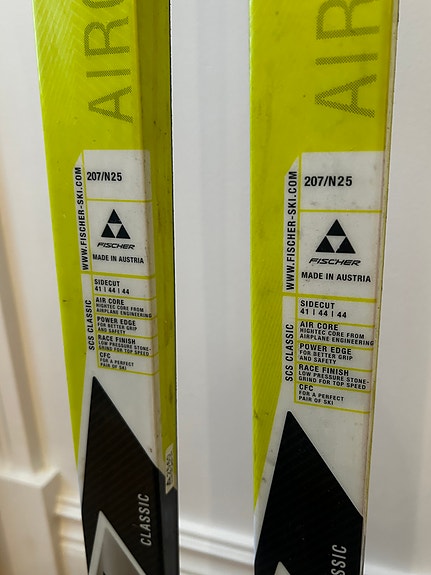 AIRC
207/N25
WWW.FISCHER-SKI.COM
FISCHER
MADE IN AUSTRIA
SIDECUT
41 | 44 | 44
SCS CLASSIC
AIR CORE
HIGHTEC CORE FROM
AIRPLANE ENGINEERING
POWER EDGE
FOR BETTER GRIP
AND SAFETY
RACE FINISH
LOW PRESSURE STONE-
GRIND FOR TOP SPEED
CFC
FOR A PERFECT
PAIR OF SKI
CLASSIC
AIRC
207/N25
WWW.FISCHER-SKI.COM
FISCHER
MADE IN AUSTRIA
SIDECUT
41 | 44 | 44
SCS CLASSIC
AIR CORE
HIGHTEC CORE FROM
AIRPLANE ENGINEERING
POWER EDGE
FOR BETTER GRIP
AND SAFETY
RACE FINISH
LOW PRESSURE STONE-
GRIND FOR TOP SPEED
CFC
FOR A PERFECT
PAIR OF SKI
CLASSIC